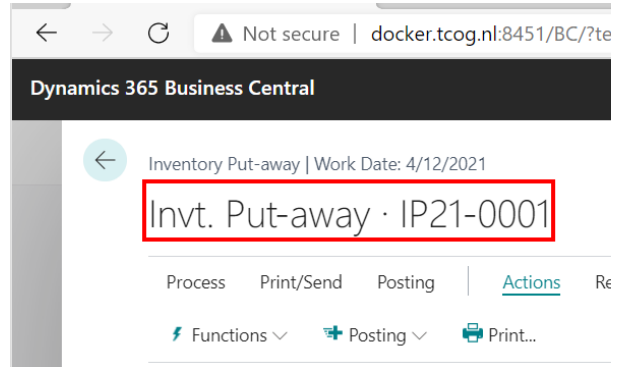 Not secure | docker.tcog.nl:8451/BC/?te
Dynamics 365 Business Central
Inventory Put-away | Work Date: 4/12/2021
Invt. Put-away · IP21-0001
Process Print/Send Posting Actions Re
Functions Posting Print...